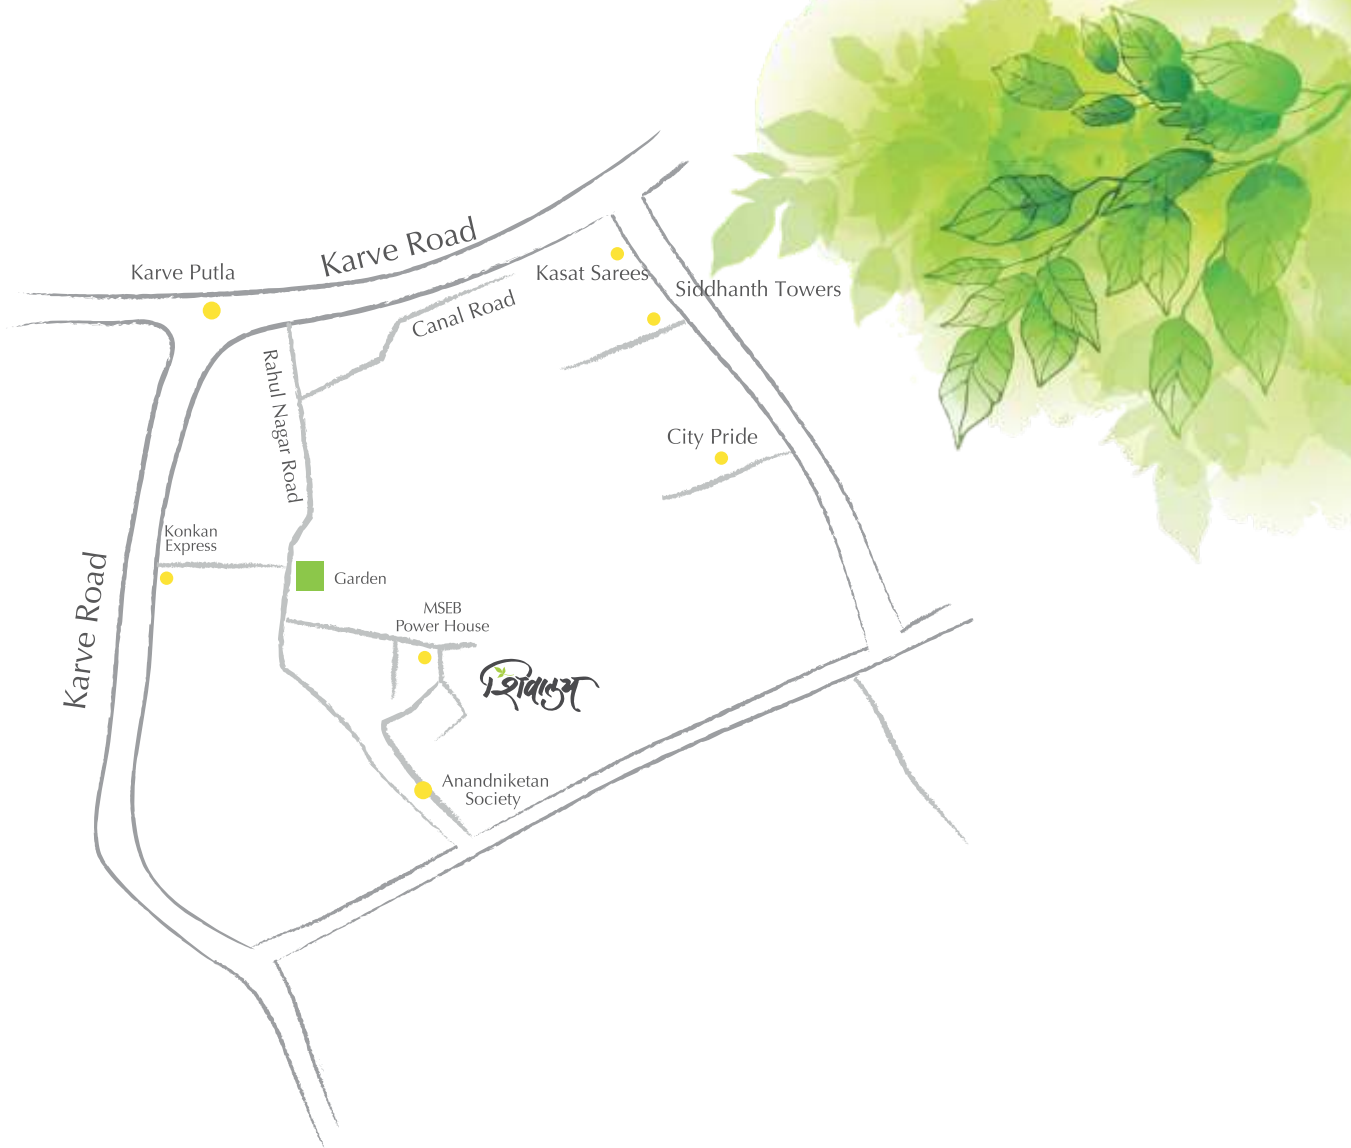 Karve Road
Karve Putla
Kasat Sarees
Siddhanth Towers
Canal Road
Rahul Nagar Road
City Pride
Konkan
Express
Karve Road
Garden
MSEB
Power House
शिवालय
Anandniketan
Society